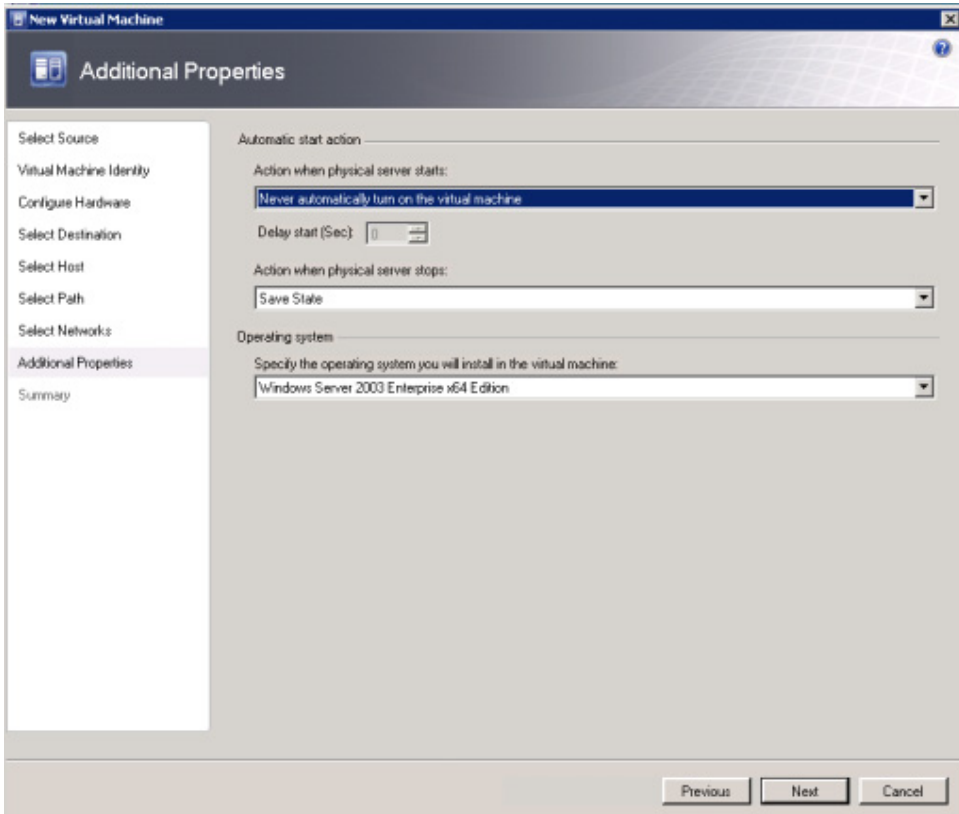 New Virtual Machine
Additional Properties
Select Source
Virtual Machine Identity
Configure Hardware
Select Destination
Select Host
Select Path
Select Networks
Additional Properties
Summary
Automatic start action
Action when physical server starts:
Never automatically turn on the virtual machine
Delay start (Sec): 0
Action when physical server stops:
Save State
Operating system
Specify the operating system you will install in the virtual machine:
Windows Server 2003 Enterprise x64 Edition
Previous
Next
Cancel